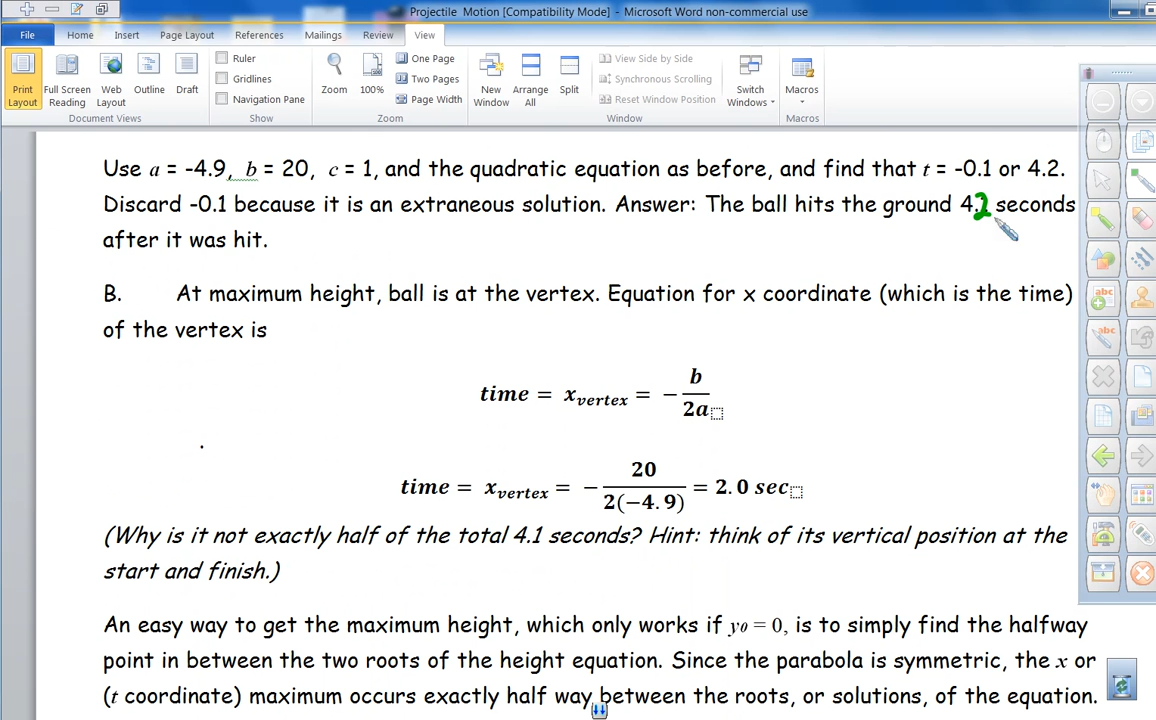 Projectile Motion [Compatibility Mode] - Microsoft Word non-commercial use
File Home Insert Page Layout References Mailings Review View
Print Layout
Full Screen Reading
Web Layout
Outline
Draft
Document Views
Ruler
Gridlines
Navigation Pane
Show
Zoom
100%
One Page
Two Pages
Page Width
Zoom
New Window
Arrange All
Split
View Side by Side
Synchronous Scrolling
Reset Window Position
Window
Switch Windows
Macros
Macros
Use a = -4.9, b = 20, c = 1, and the quadratic equation as before, and find that t = -0.1 or 4.2.
Discard -0.1 because it is an extraneous solution. Answer: The ball hits the ground 4.2 seconds
after it was hit.
B. At maximum height, ball is at the vertex. Equation for x coordinate (which is the time)
of the vertex is
time = x_vertex = - b/2a
time = x_vertex = - 20/2(-4.9) = 2.0 sec
(Why is it not exactly half of the total 4.1 seconds? Hint: think of its vertical position at the
start and finish.)
An easy way to get the maximum height, which only works if y0 = 0, is to simply find the halfway
point in between the two roots of the height equation. Since the parabola is symmetric, the x or
(t coordinate) maximum occurs exactly half way between the roots, or solutions, of the equation.
abc
abc